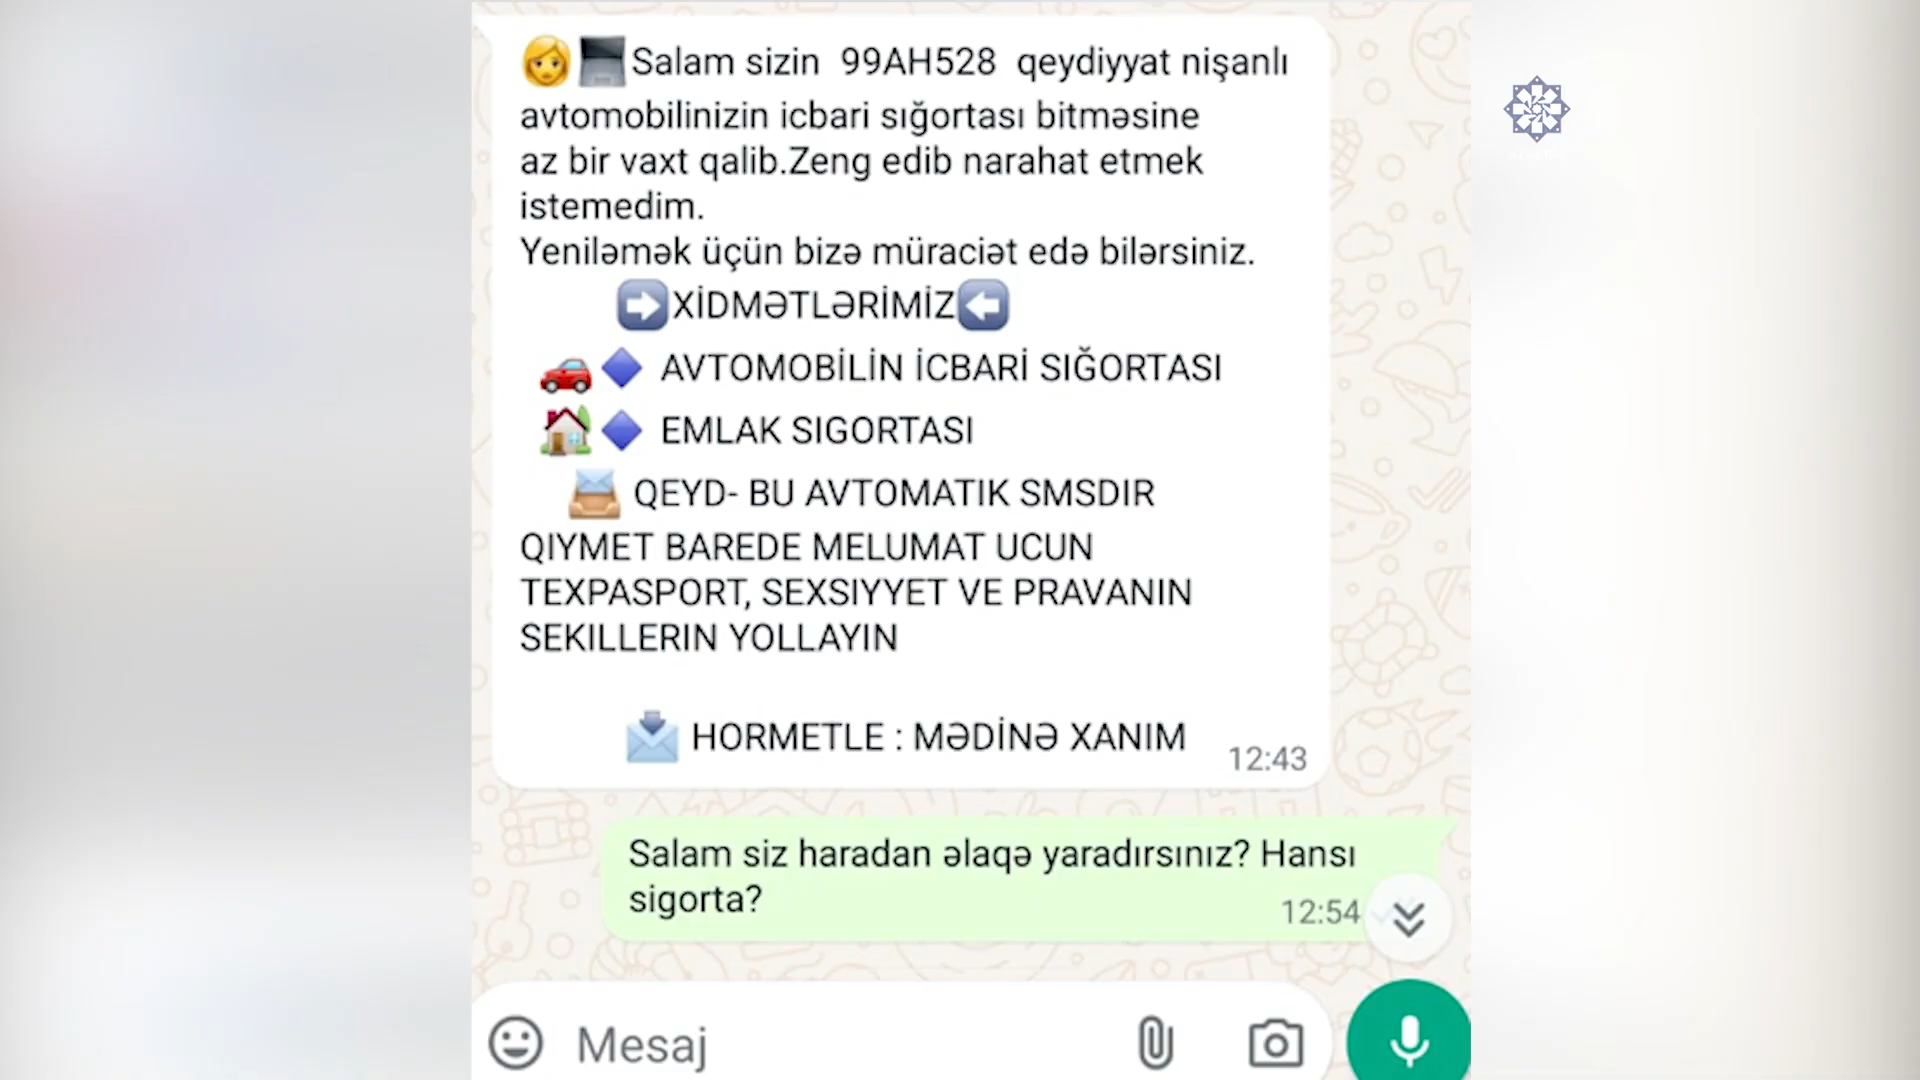 Salam sizin 99AH528 qeydiyyat nişanlı
avtomobilinizin icbari sığortası bitməsine
az bir vaxt qalib.Zeng edib narahat etmek
istemedim.
Yeniləmək üçün bizə müraciət edə bilərsiniz.
XİDMƏTLƏRİMİZ
AVTOMOBİLİN İCBARİ SIĞORTASI
EMLAK SIGORTASI
QEYD- BU AVTOMATIK SMSDIR
QIYMET BAREDE MELUMAT UCUN
TEXPASPORT, SEXSIYYET VE PRAVANIN
SEKILLERIN YOLLAYIN
HORMETLE : MƏDİNƏ XANIM
12:43
Salam siz haradan əlaqə yaradırsınız? Hansı
sigorta?
12:54
Mesaj